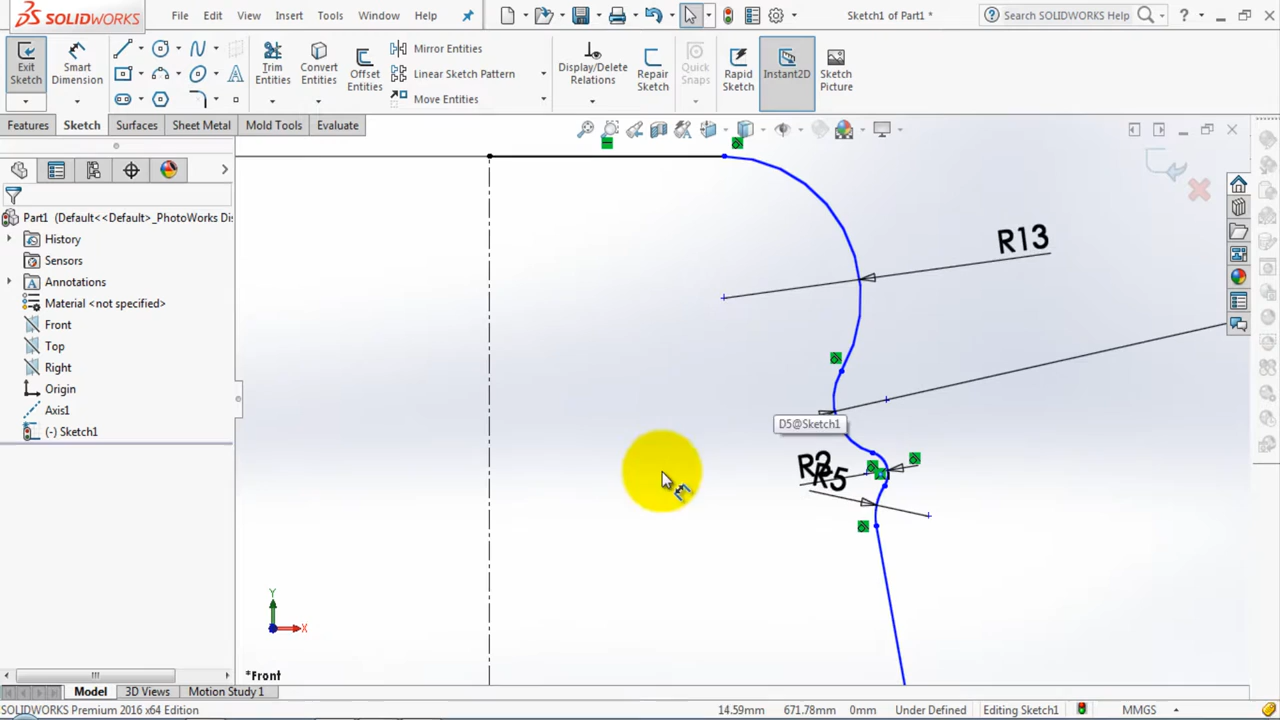 SOLIDWORKS
File Edit View Insert Tools Window Help
Sketch1 of Part1 *
Search SOLIDWORKS Help
Exit Sketch
Smart Dimension
Trim Entities
Convert Entities
Offset Entities
Mirror Entities
Linear Sketch Pattern
Move Entities
Display/Delete Relations
Repair Sketch
Quick Snaps
Rapid Sketch
Instant2D
Sketch Picture
Features Sketch Surfaces Sheet Metal Mold Tools Evaluate
Part1 (Default<<Default>_PhotoWorks Dis
History
Sensors
Annotations
Material <not specified>
Front
Top
Right
Origin
Axis1
(-) Sketch1
R13
D5@Sketch1
R3
R5
Y
X
*Front
Model 3D Views Motion Study 1
SOLIDWORKS Premium 2016 x64 Edition
14.59mm 671.78mm 0mm Under Defined Editing Sketch1 MMGS